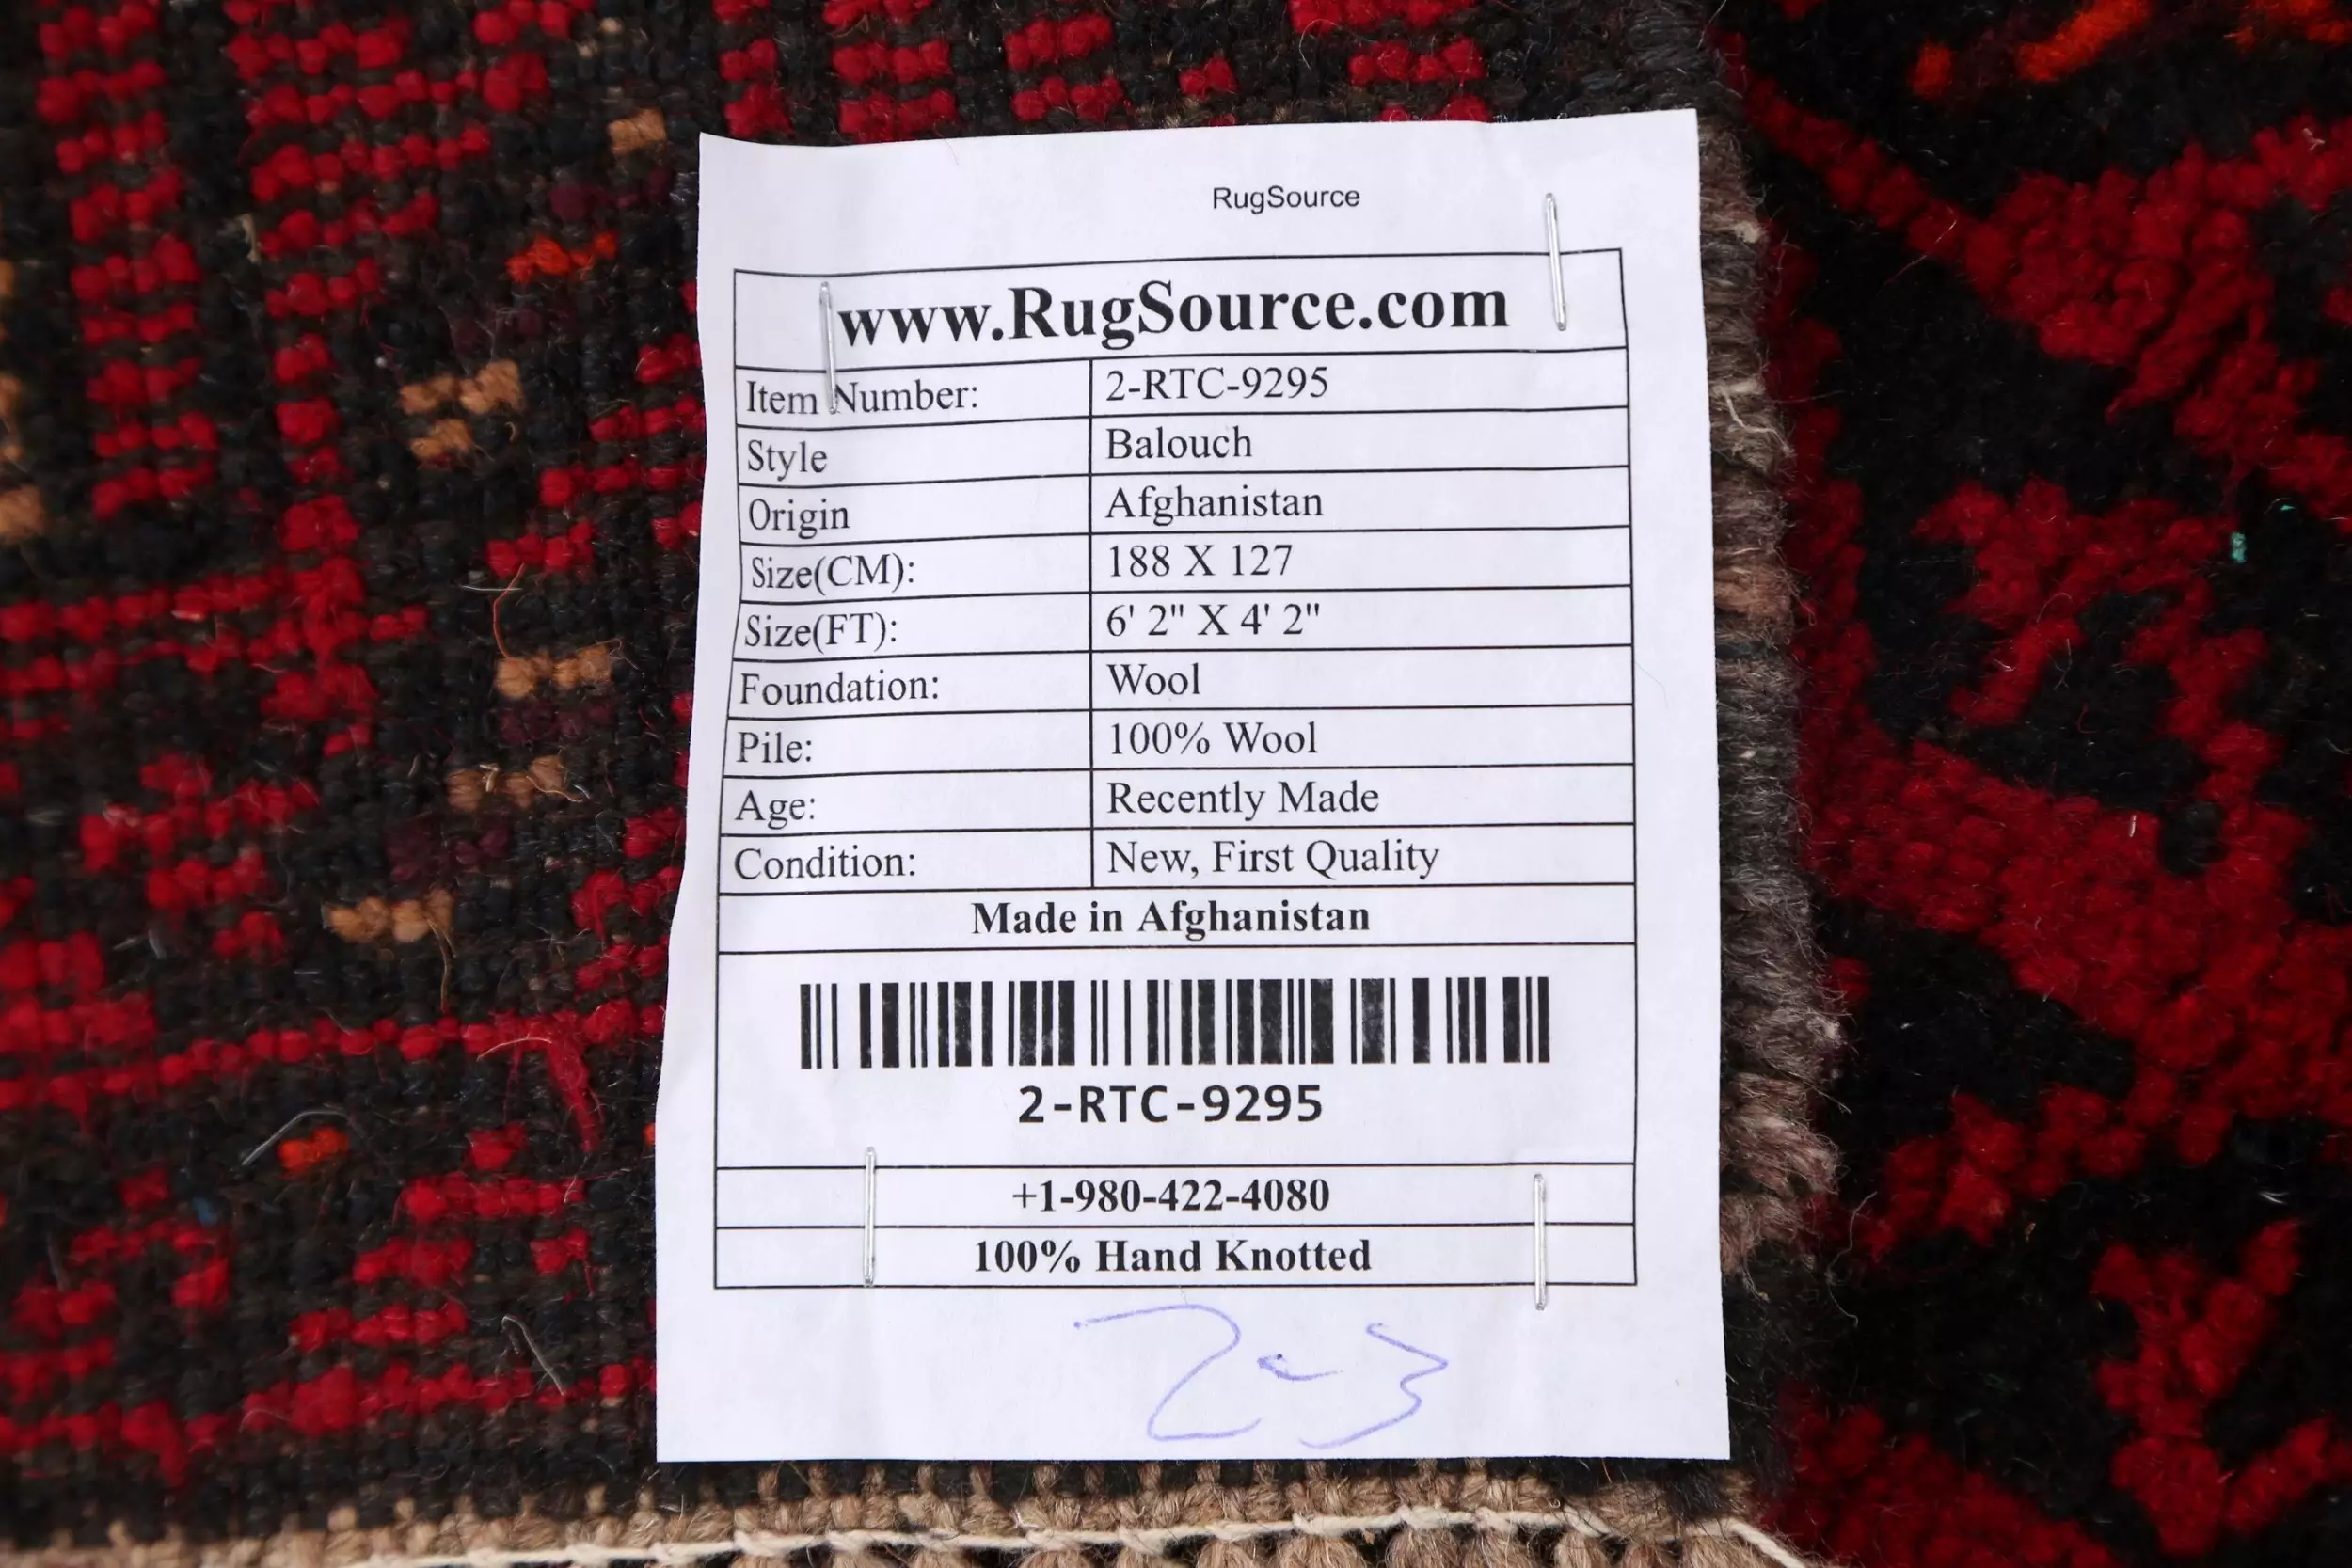 RugSource
www.RugSource.com
Item Number: 2-RTC-9295
Style Balouch
Origin Afghanistan
Size(CM): 188 X 127
Size(FT): 6' 2" X 4' 2"
Foundation: Wool
Pile: 100% Wool
Age: Recently Made
Condition: New, First Quality
Made in Afghanistan
2-RTC-9295
+1-980-422-4080
100% Hand Knotted
2-3